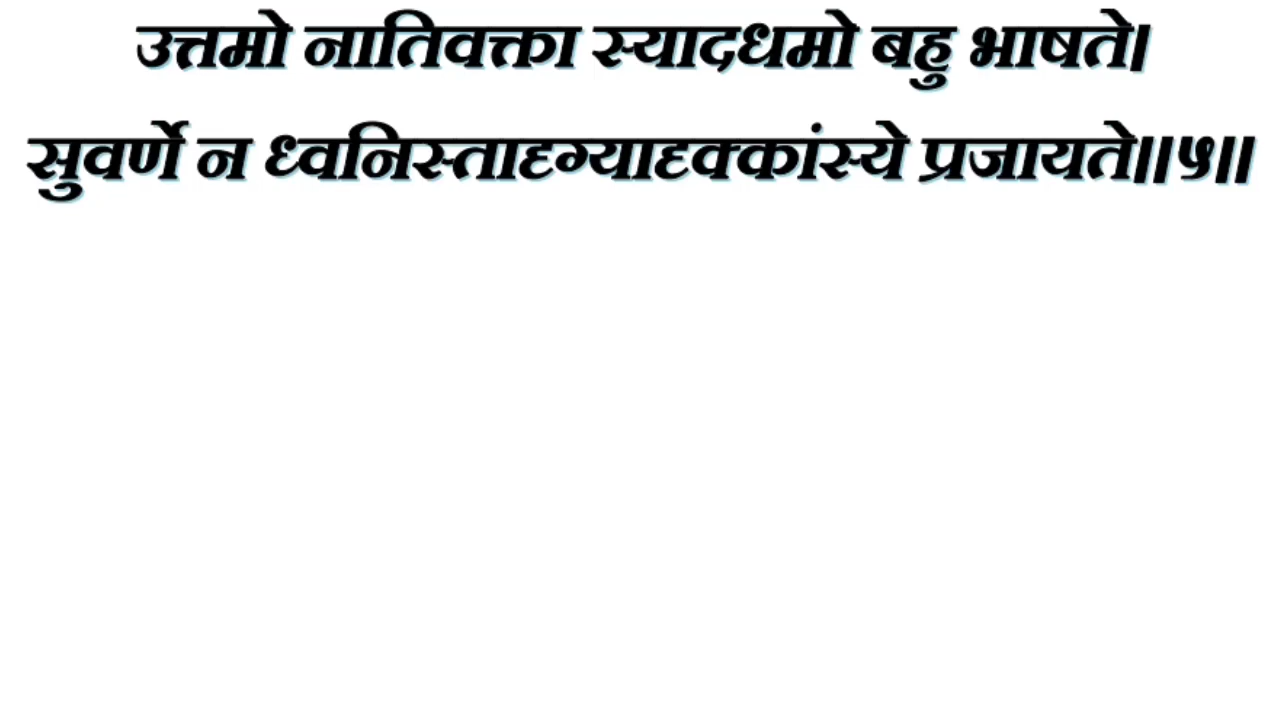 उत्तमो नातिवक्ता स्यादधमो बहु भाषते।
सुवर्णे न ध्वनिस्तादृग्यादृक्कांस्ये प्रजायते॥५॥